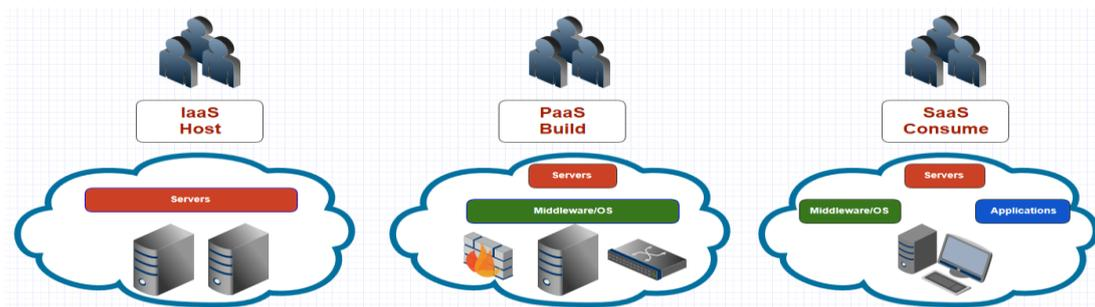 IaaS
Host
Servers
PaaS
Build
Servers
Middleware/OS
SaaS
Consume
Servers
Middleware/OS
Applications